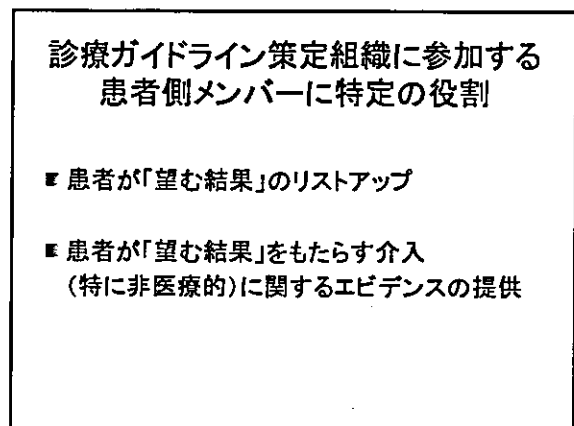 診療ガイドライン策定組織に参加する
患者側メンバーに特定の役割
患者が「望む結果」のリストアップ
患者が「望む結果」をもたらす介入
(特に非医療的)に関するエビデンスの提供